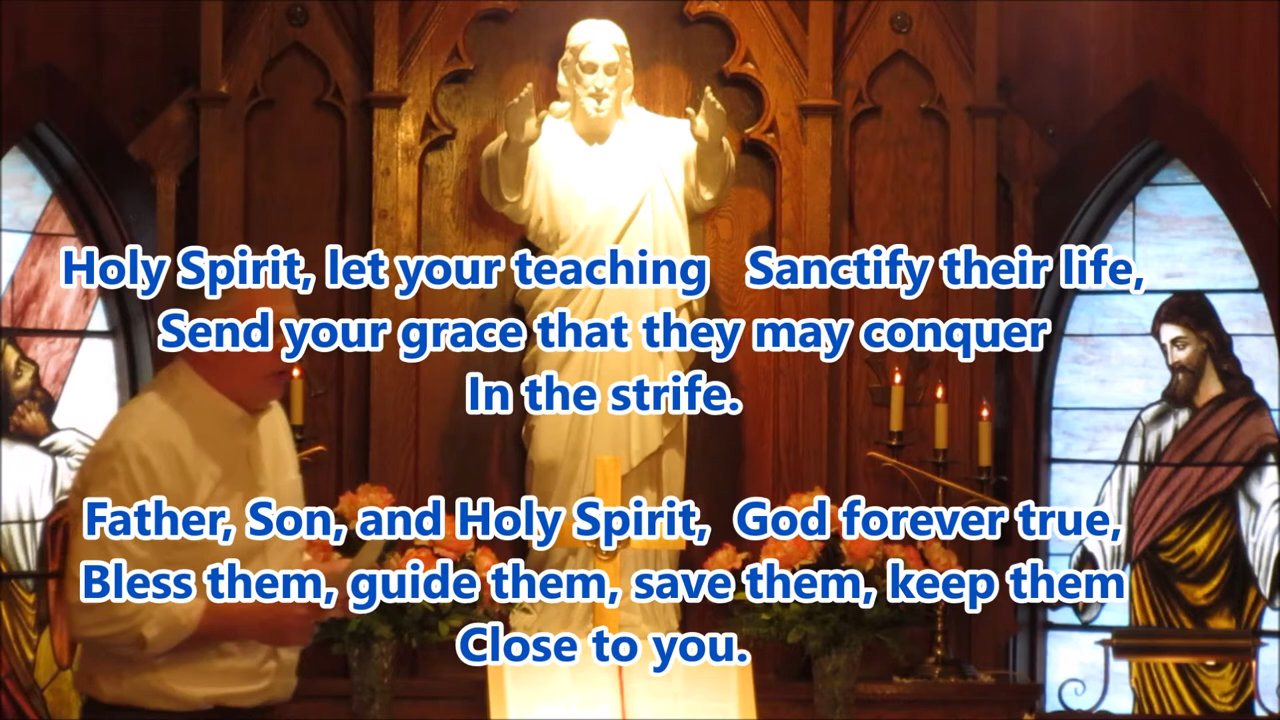 Holy Spirit, let your teaching   Sanctify their life,
Send your grace that they may conquer
In the strife.
Father, Son, and Holy Spirit,  God forever true,
Bless them, guide them, save them, keep them
Close to you.